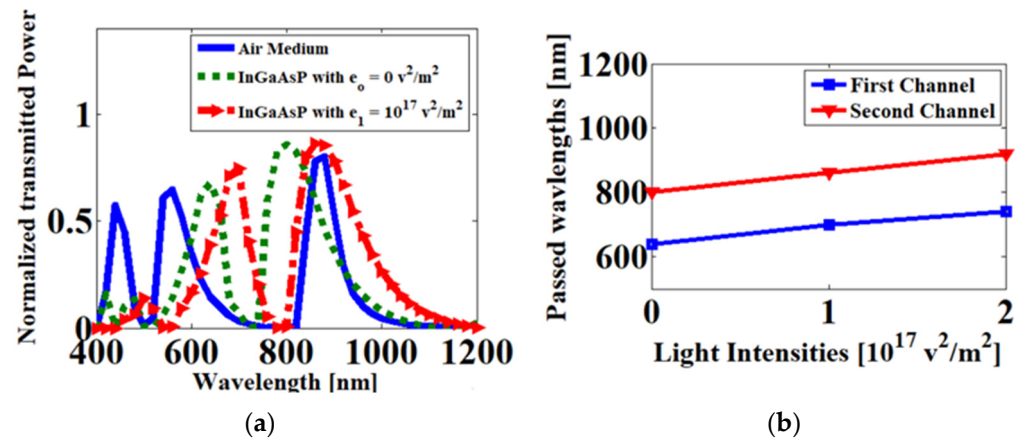 (a)
Normalized transmitted Power
1
0.5
0
Air Medium
InGaAsP with e₀ = 0 v²/m²
InGaAsP with e₁ = 10¹⁷ v²/m²
400 600 800 1000 1200
Wavelength [nm]
Passed wavlengths [nm]
1200
1000
800
600
First Channel
Second Channel
0 1 2
Light Intensities [10¹⁷ v²/m²]
(a) (b)